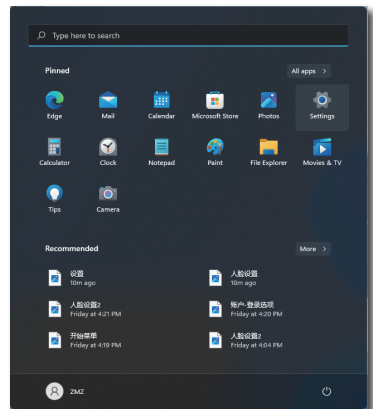 Type here to search
Pinned
All apps >
Edge
Mail
Calendar
Microsoft Store
Photos
Settings
Calculator
Clock
Notepad
Paint
File Explorer
Movies & TV
Tips
Camera
Recommended
More >
设置
10m ago
人脸设置
10m ago
人脸设置2
Friday at 4:21 PM
账户-登录选项
Friday at 4:20 PM
开始菜单
Friday at 4:19 PM
人脸设置2
Friday at 4:04 PM
ZMZ